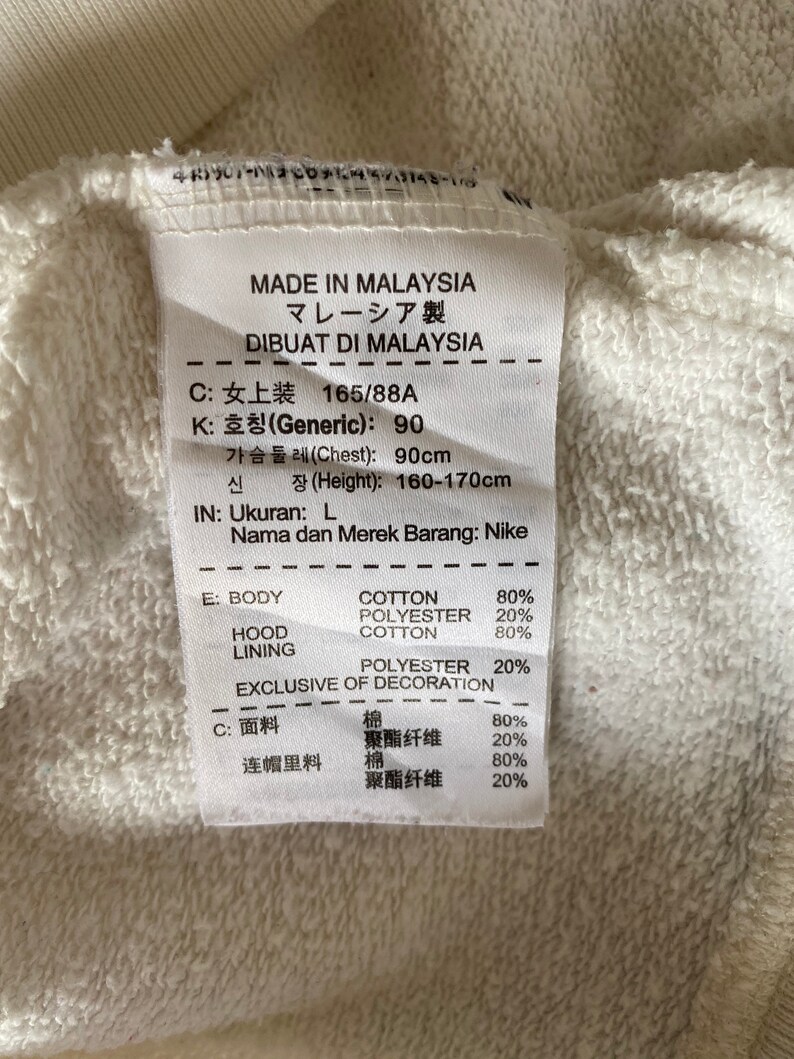 MADE IN MALAYSIA
マレーシア製
DIBUAT DI MALAYSIA
C: 女上装 165/88A
K: 호칭(Generic): 90
가슴둘레(Chest): 90cm
신 장(Height): 160-170cm
IN: Ukuran: L
Nama dan Merek Barang: Nike
E: BODY COTTON 80%
POLYESTER 20%
HOOD COTTON 80%
LINING
POLYESTER 20%
EXCLUSIVE OF DECORATION
C: 面料 棉 80%
聚酯纤维 20%
连帽里料 棉 80%
聚酯纤维 20%